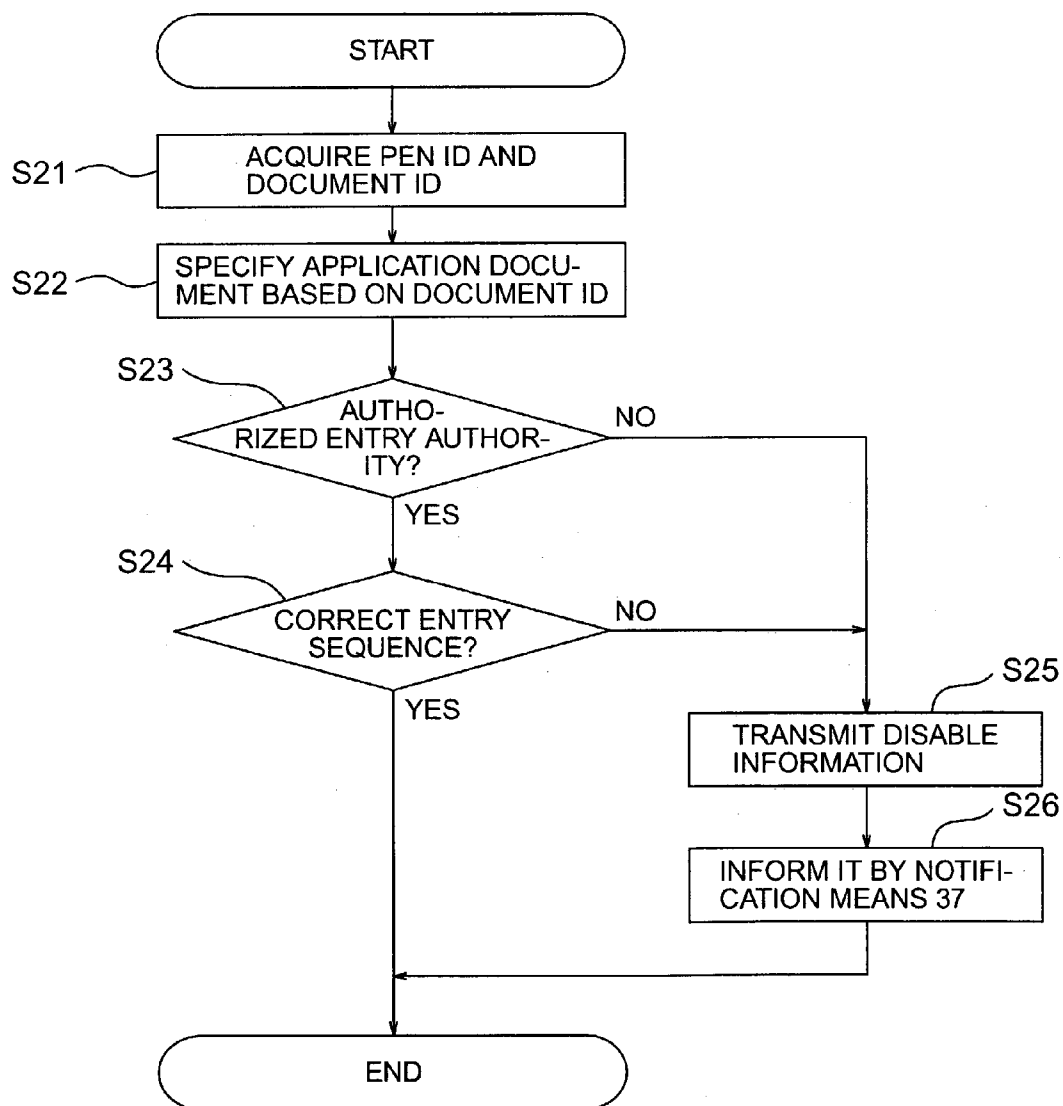 START
S21
ACQUIRE PEN ID AND
DOCUMENT ID
S22
SPECIFY APPLICATION DOCU-
MENT BASED ON DOCUMENT ID
S23
AUTHO-
RIZED ENTRY AUTHOR-
ITY?
NO
YES
S24
CORRECT ENTRY
SEQUENCE?
NO
YES
S25
TRANSMIT DISABLE
INFORMATION
S26
INFORM IT BY NOTIFI-
CATION MEANS 37
END